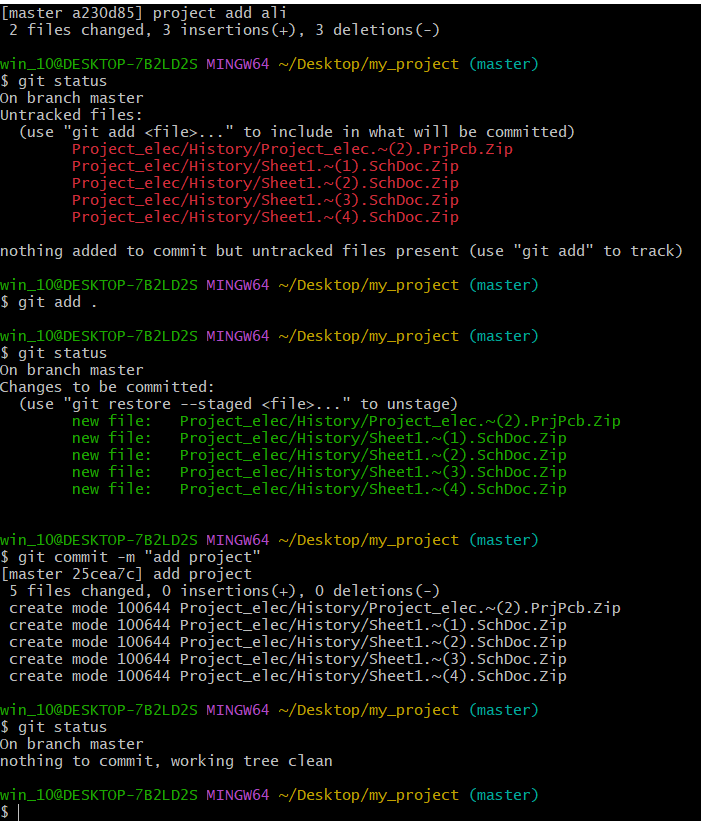 [master a230d85] project add ali
 2 files changed, 3 insertions(+), 3 deletions(-)
win_10@DESKTOP-7B2LD2S MINGW64 ~/Desktop/my_project (master)
$ git status
On branch master
Untracked files:
  (use "git add <file>..." to include in what will be committed)
        Project_elec/History/Project_elec.~(2).PrjPcb.Zip
        Project_elec/History/Sheet1.~(1).SchDoc.Zip
        Project_elec/History/Sheet1.~(2).SchDoc.Zip
        Project_elec/History/Sheet1.~(3).SchDoc.Zip
        Project_elec/History/Sheet1.~(4).SchDoc.Zip
nothing added to commit but untracked files present (use "git add" to track)
win_10@DESKTOP-7B2LD2S MINGW64 ~/Desktop/my_project (master)
$ git add .
win_10@DESKTOP-7B2LD2S MINGW64 ~/Desktop/my_project (master)
$ git status
On branch master
Changes to be committed:
  (use "git restore --staged <file>..." to unstage)
        new file:   Project_elec/History/Project_elec.~(2).PrjPcb.Zip
        new file:   Project_elec/History/Sheet1.~(1).SchDoc.Zip
        new file:   Project_elec/History/Sheet1.~(2).SchDoc.Zip
        new file:   Project_elec/History/Sheet1.~(3).SchDoc.Zip
        new file:   Project_elec/History/Sheet1.~(4).SchDoc.Zip
win_10@DESKTOP-7B2LD2S MINGW64 ~/Desktop/my_project (master)
$ git commit -m "add project"
[master 25cea7c] add project
 5 files changed, 0 insertions(+), 0 deletions(-)
 create mode 100644 Project_elec/History/Project_elec.~(2).PrjPcb.Zip
 create mode 100644 Project_elec/History/Sheet1.~(1).SchDoc.Zip
 create mode 100644 Project_elec/History/Sheet1.~(2).SchDoc.Zip
 create mode 100644 Project_elec/History/Sheet1.~(3).SchDoc.Zip
 create mode 100644 Project_elec/History/Sheet1.~(4).SchDoc.Zip
win_10@DESKTOP-7B2LD2S MINGW64 ~/Desktop/my_project (master)
$ git status
On branch master
nothing to commit, working tree clean
win_10@DESKTOP-7B2LD2S MINGW64 ~/Desktop/my_project (master)
$